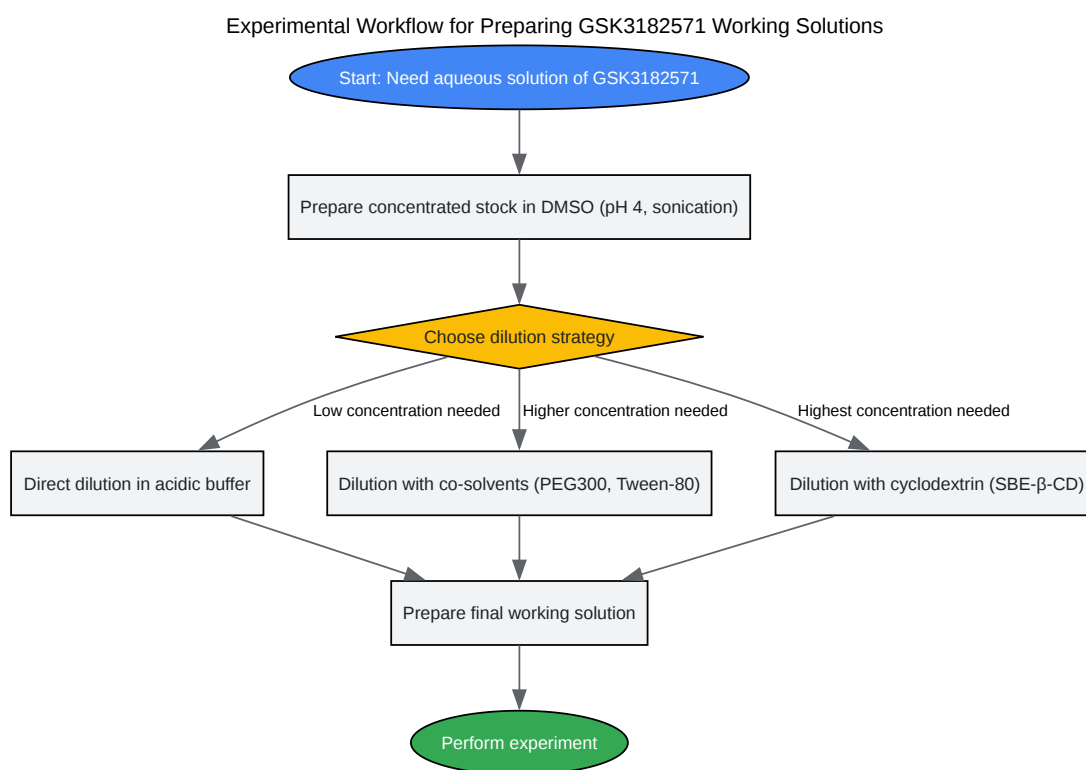 Experimental Workflow for Preparing GSK3182571 Working Solutions
Start: Need aqueous solution of GSK3182571
Prepare concentrated stock in DMSO (pH 4, sonication)
Choose dilution strategy
Low concentration needed
Higher concentration needed
Highest concentration needed
Direct dilution in acidic buffer
Dilution with co-solvents (PEG300, Tween-80)
Dilution with cyclodextrin (SBE-β-CD)
Prepare final working solution
Perform experiment